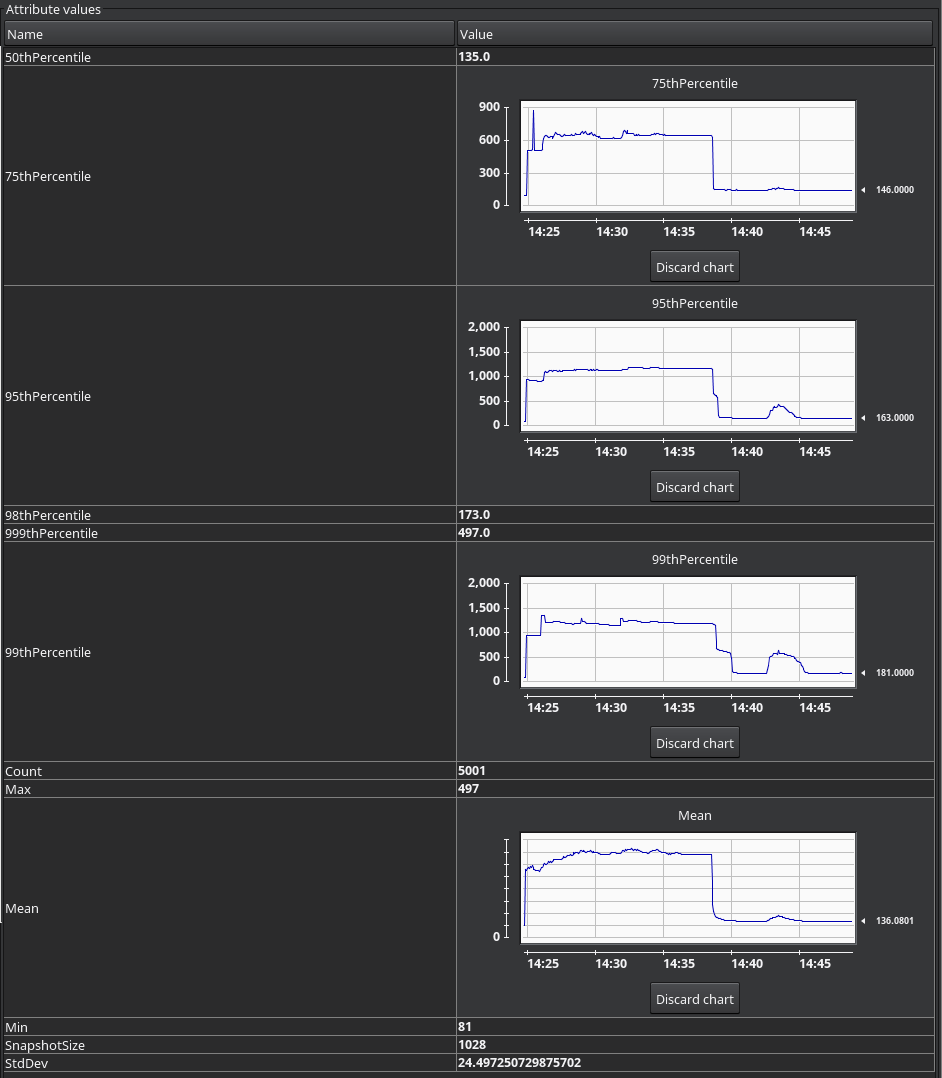 Attribute values
Name Value
50thPercentile 135.0
75thPercentile
75thPercentile
900
600
300
0
146.0000
14:25 14:30 14:35 14:40 14:45
Discard chart
95thPercentile
95thPercentile
2,000
1,500
1,000
500
0
163.0000
14:25 14:30 14:35 14:40 14:45
Discard chart
98thPercentile 173.0
999thPercentile 497.0
99thPercentile
99thPercentile
2,000
1,500
1,000
500
0
181.0000
14:25 14:30 14:35 14:40 14:45
Discard chart
Count 5001
Max 497
Mean
Mean
0
136.0801
14:25 14:30 14:35 14:40 14:45
Discard chart
Min 81
SnapshotSize 1028
StdDev 24.497250729875702